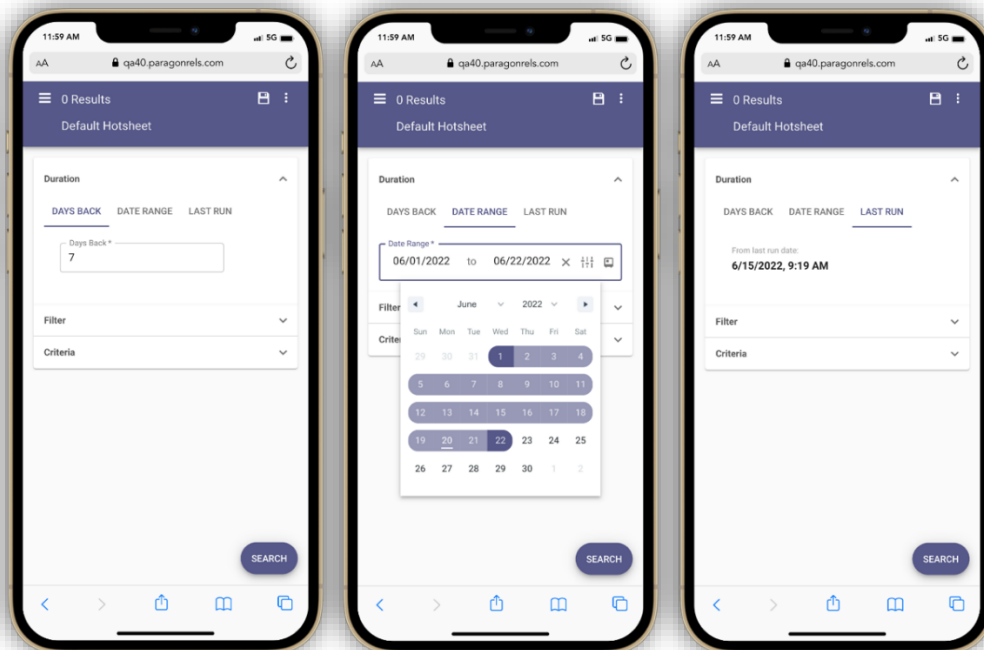 11:59 AM
5G
AA
qa40.paragonrels.com
0 Results
Default Hotsheet
Duration
DAYS BACK DATE RANGE LAST RUN
Days Back *
7
Filter
Criteria
SEARCH
11:59 AM
5G
AA
qa40.paragonrels.com
0 Results
Default Hotsheet
Duration
DAYS BACK DATE RANGE LAST RUN
Date Range *
06/01/2022 to 06/22/2022
Filter
June 2022
Sun Mon Tue Wed Thu Fri Sat
Crite
29 30 31 1 2 3 4
5 6 7 8 9 10 11
12 13 14 15 16 17 18
19 20 21 22 23 24 25
26 27 28 29 30 1 2
SEARCH
11:59 AM
5G
AA
qa40.paragonrels.com
0 Results
Default Hotsheet
Duration
DAYS BACK DATE RANGE LAST RUN
From last run date:
6/15/2022, 9:19 AM
Filter
Criteria
SEARCH